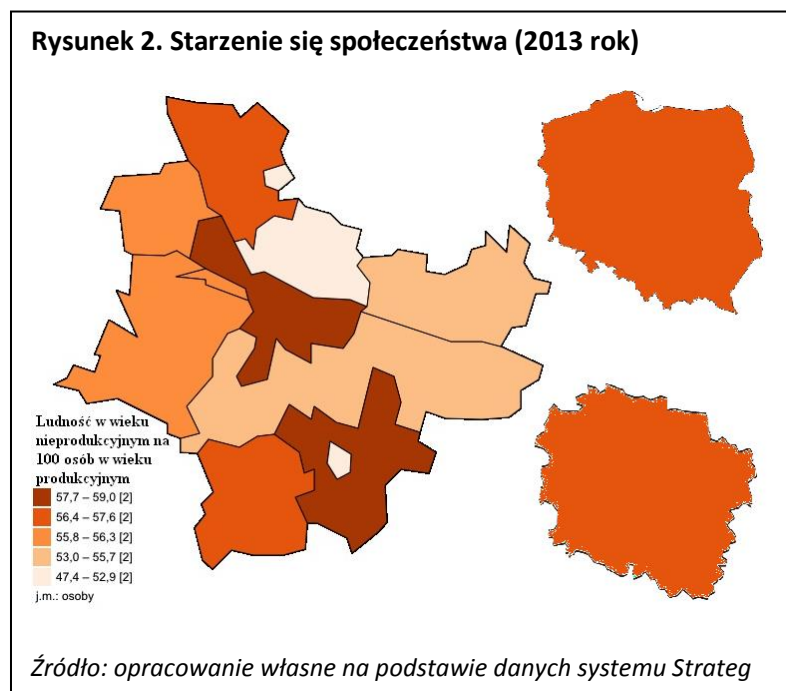 Rysunek 2. Starzenie się społeczeństwa (2013 rok)
Ludność w wieku
nieprodukcyjnym na
100 osób w wieku
produkcyjnym
57,7 – 59,0 [2]
56,4 – 57,6 [2]
55,8 – 56,3 [2]
53,0 – 55,7 [2]
47,4 – 52,9 [2]
j.m.: osoby
Źródło: opracowanie własne na podstawie danych systemu Strateg